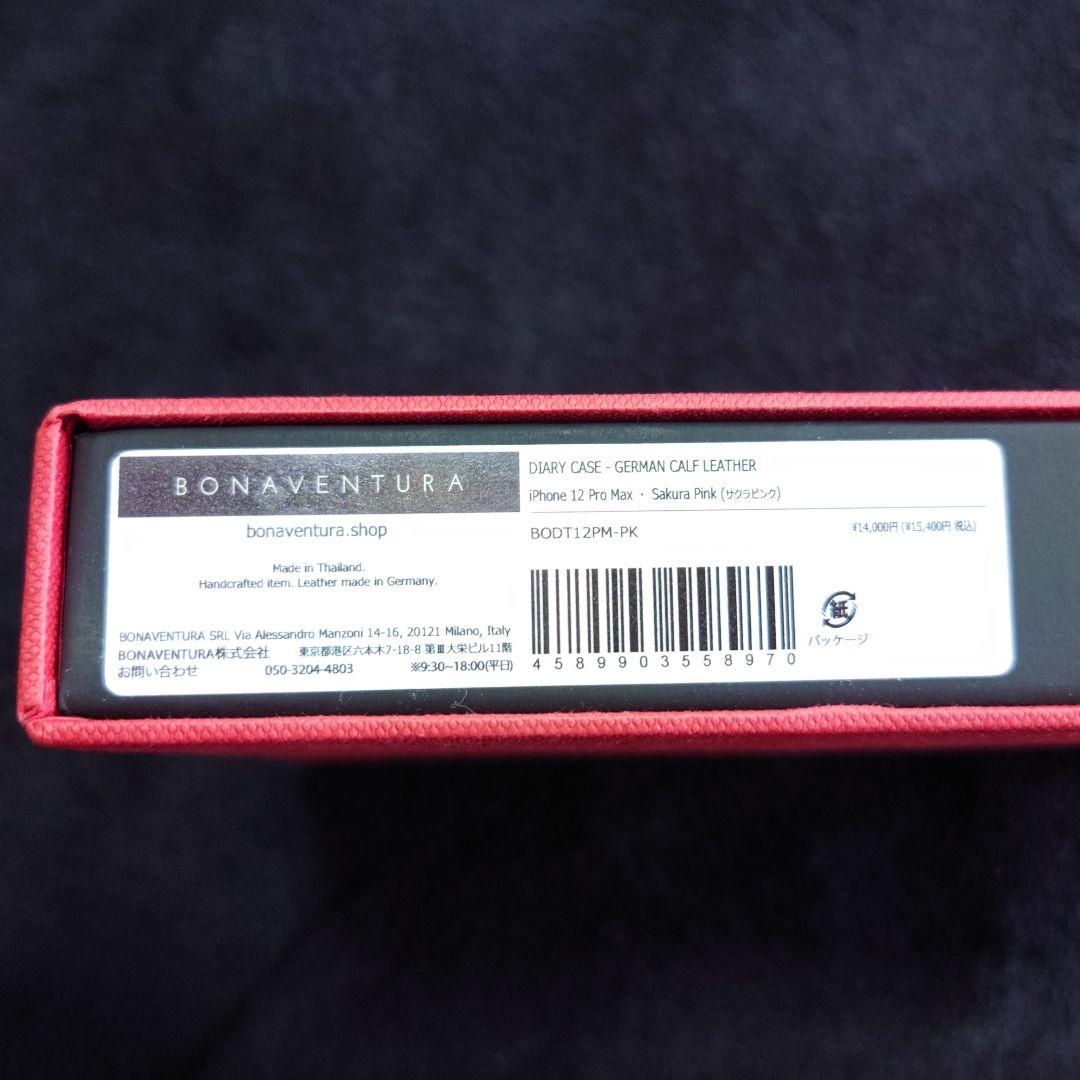 BONAVENTURA
bonaventura.shop
Made in Thailand.
Handcrafted item. Leather made in Germany.
BONAVENTURA SRL Via Alessandro Manzoni 14-16, 20121 Milano, Italy
BONAVENTURA株式会社 東京都港区六本木7-18-8 第Ⅲ大栄ビル11階
お問い合わせ 050-3204-4803 ※9:30~18:00(平日)
DIARY CASE - GERMAN CALF LEATHER
iPhone 12 Pro Max ・ Sakura Pink (サクラピンク)
BODT12PM-PK ¥14,000円 (¥15,400円 税込)
4589903558970
紙
パッケージ